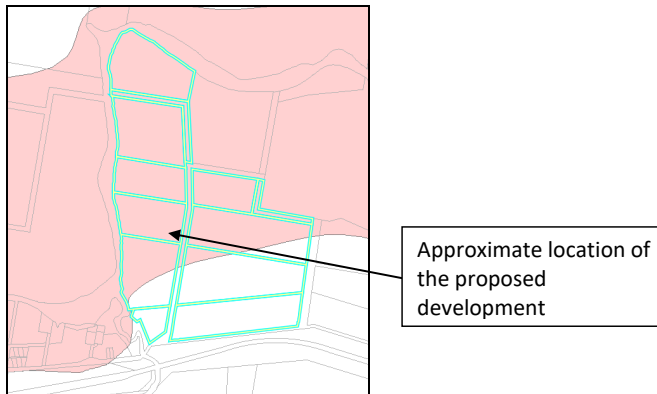 Approximate location of
the proposed
development